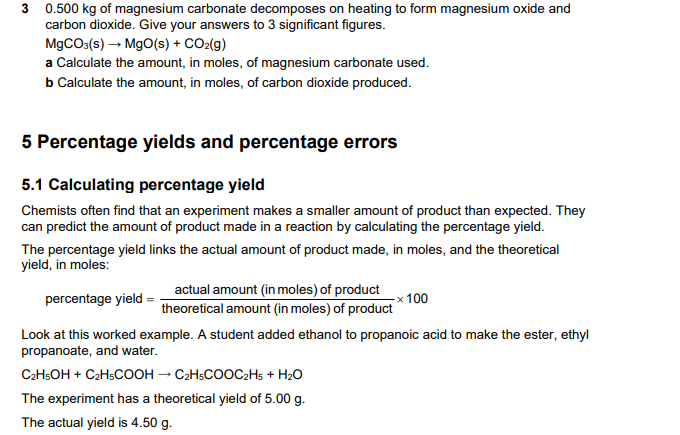 3 0.500 kg of magnesium carbonate decomposes on heating to form magnesium oxide and
carbon dioxide. Give your answers to 3 significant figures.
MgCO₃(s) → MgO(s) + CO₂(g)
a Calculate the amount, in moles, of magnesium carbonate used.
b Calculate the amount, in moles, of carbon dioxide produced.
5 Percentage yields and percentage errors
5.1 Calculating percentage yield
Chemists often find that an experiment makes a smaller amount of product than expected. They
can predict the amount of product made in a reaction by calculating the percentage yield.
The percentage yield links the actual amount of product made, in moles, and the theoretical
yield, in moles:
percentage yield = actual amount (in moles) of product / theoretical amount (in moles) of product × 100
Look at this worked example. A student added ethanol to propanoic acid to make the ester, ethyl
propanoate, and water.
C₂H₅OH + C₂H₅COOH → C₂H₅COOC₂H₅ + H₂O
The experiment has a theoretical yield of 5.00 g.
The actual yield is 4.50 g.